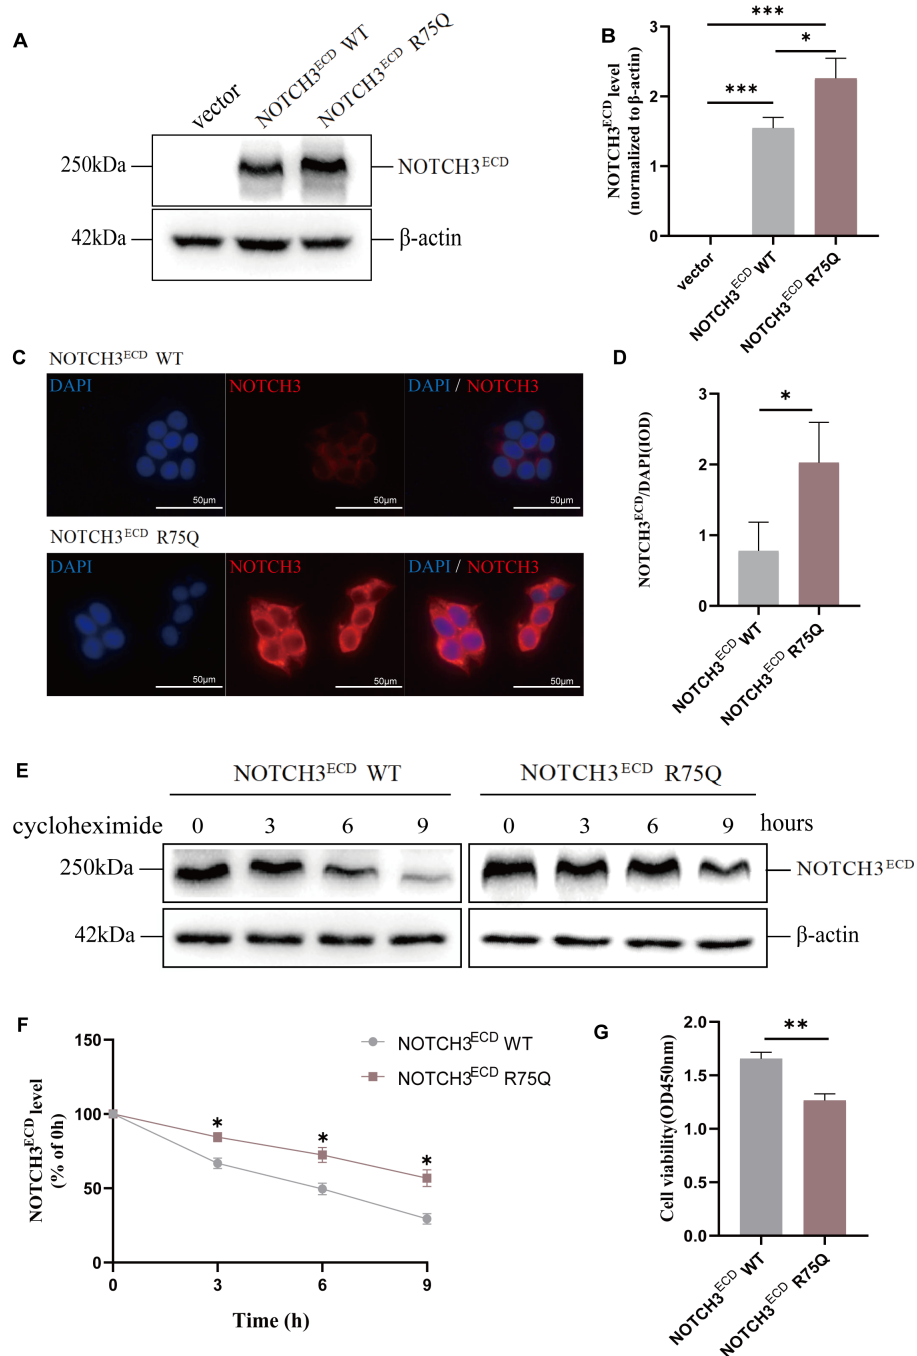 A
vector
NOTCH3ECD WT
NOTCH3ECD R75Q
250kDa
NOTCH3ECD
42kDa
β-actin
B
NOTCH3ECD level
(normalized to β-actin)
3
2
1
0
***
*
***
vector
NOTCH3ECD WT
NOTCH3ECD R75Q
C
NOTCH3ECD WT
DAPI
NOTCH3
DAPI / NOTCH3
50μm
50μm
50μm
NOTCH3ECD R75Q
DAPI
NOTCH3
DAPI / NOTCH3
50μm
50μm
50μm
D
NOTCH3ECD/DAPI(IOD)
3
2
1
0
*
NOTCH3ECD WT
NOTCH3ECD R75Q
E
NOTCH3ECD WT
NOTCH3ECD R75Q
cycloheximide 0 3 6 9 0 3 6 9 hours
250kDa
NOTCH3ECD
42kDa
β-actin
F
NOTCH3ECD level
(% of 0h)
150
100
50
0
NOTCH3ECD WT
NOTCH3ECD R75Q
* * *
0 3 6 9
Time (h)
G
Cell viability(OD450nm)
2.0
1.5
1.0
0.5
0.0
**
NOTCH3ECD WT
NOTCH3ECD R75Q